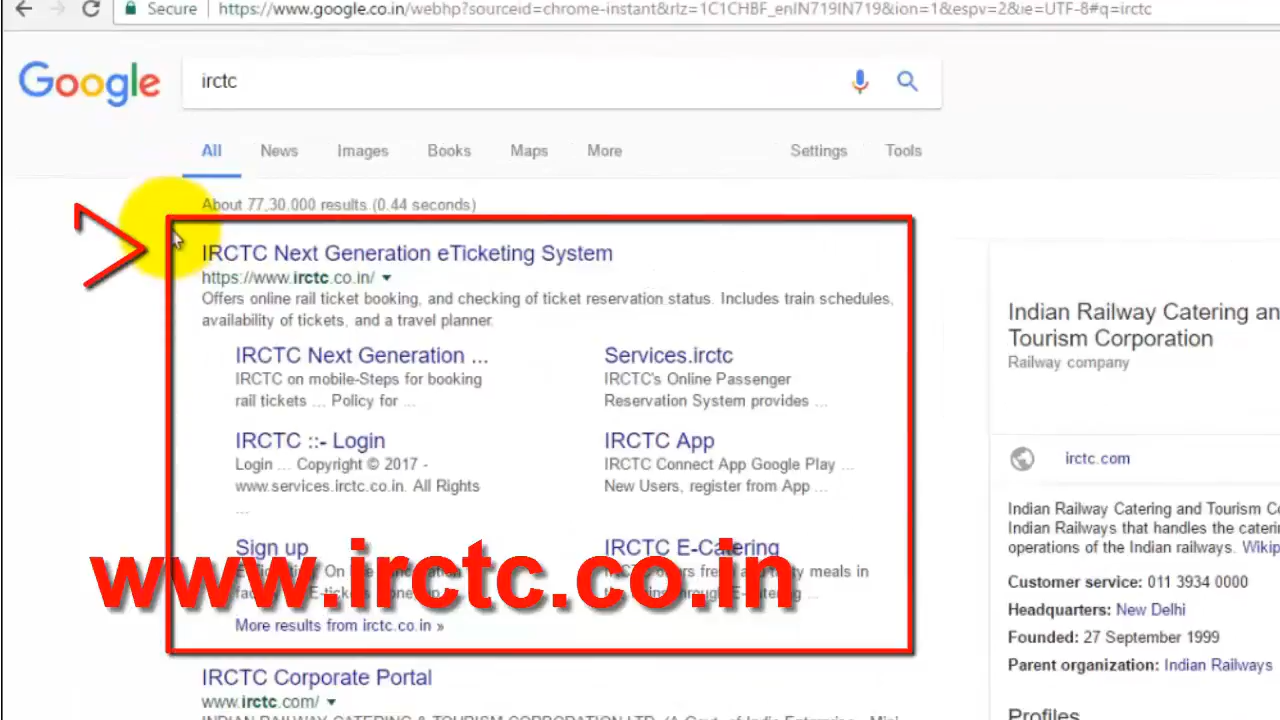 Secure https://www.google.co.in/webhp?sourceid=chrome-instant&rlz=1C1CHBF_enIN719IN719&ion=1&espv=2&ie=UTF-8#q=irctc
Google irctc
All News Images Books Maps More Settings Tools
About 77,30,000 results (0.44 seconds)
IRCTC Next Generation eTicketing System
https://www.irctc.co.in/
Offers online rail ticket booking, and checking of ticket reservation status. Includes train schedules,
availability of tickets, and a travel planner.
IRCTC Next Generation ...
IRCTC on mobile-Steps for booking
rail tickets ... Policy for ...
Services.irctc
IRCTC's Online Passenger
Reservation System provides ...
IRCTC ::- Login
Login ... Copyright © 2017 -
www.services.irctc.co.in. All Rights
...
IRCTC App
IRCTC Connect App Google Play ...
New Users, register from App ...
Sign up
IRCTC E-Catering
meals in
www.irctc.co.in
More results from irctc.co.in »
IRCTC Corporate Portal
www.irctc.com/
Indian Railway Catering an
Tourism Corporation
Railway company
irctc.com
Indian Railway Catering and Tourism Co
Indian Railways that handles the caterin
operations of the Indian railways. Wikip
Customer service: 011 3934 0000
Headquarters: New Delhi
Founded: 27 September 1999
Parent organization: Indian Railways
Profiles